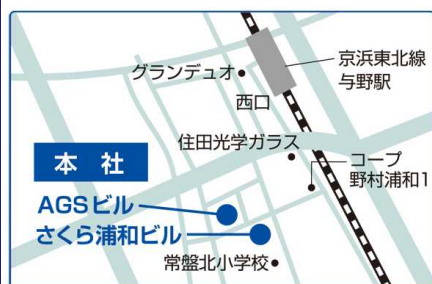 京浜東北線
与野駅
グランデュオ
西口
住田光学ガラス
コープ
野村浦和1
本社
AGSビル
さくら浦和ビル
常盤北小学校